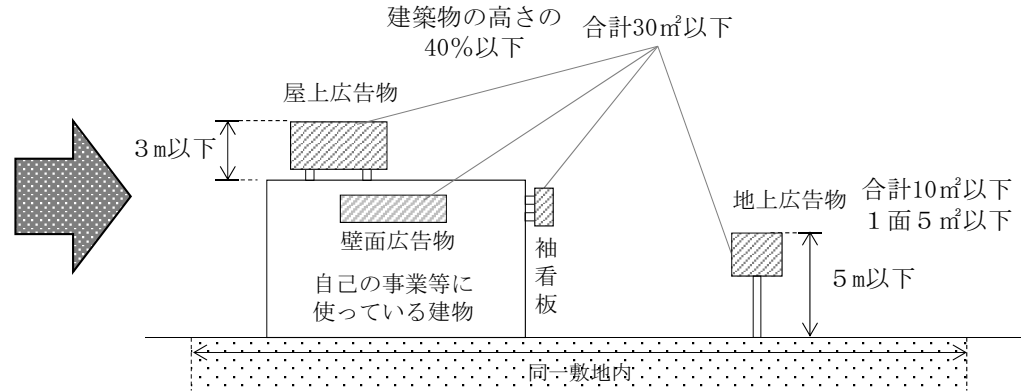 建築物の高さの
40%以下
合計30㎡以下
屋上広告物
3m以下
壁面広告物
袖看板
自己の事業等に
使っている建物
地上広告物
合計10㎡以下
1面5㎡以下
5m以下
同一敷地内